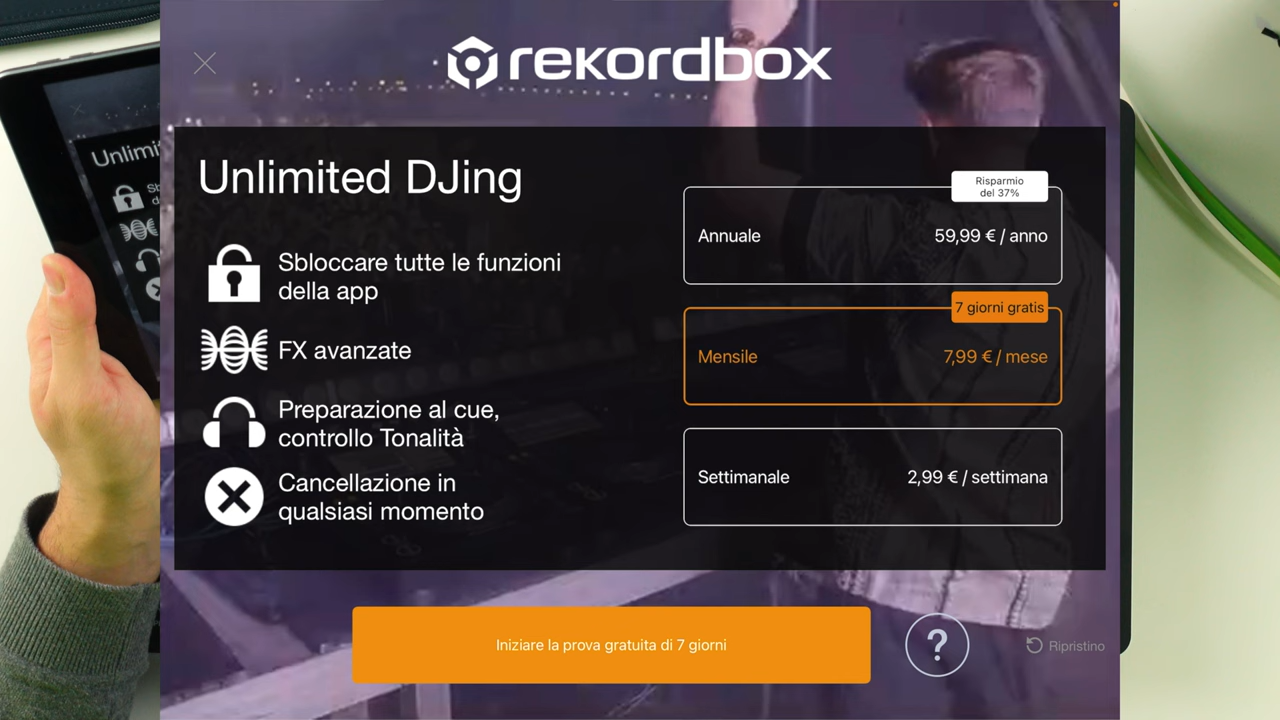 rekordbox
Unlimited DJing
Sbloccare tutte le funzioni
della app
FX avanzate
Preparazione al cue,
controllo Tonalità
Cancellazione in
qualsiasi momento
Risparmio
del 37%
Annuale 59,99 € / anno
7 giorni gratis
Mensile 7,99 € / mese
Settimanale 2,99 € / settimana
Iniziare la prova gratuita di 7 giorni
?
Ripristino
Unlimi